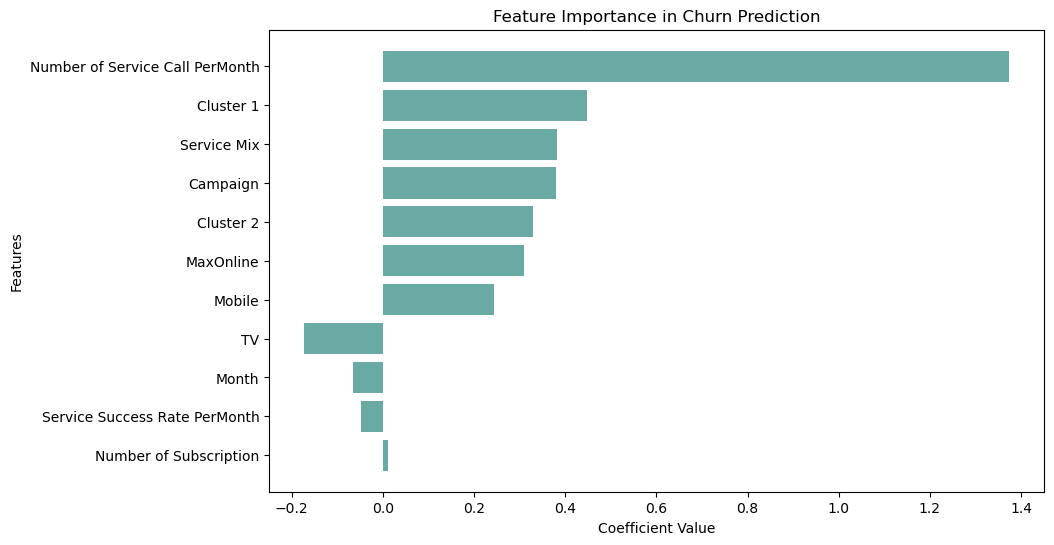 Feature Importance in Churn Prediction
Features
Number of Service Call PerMonth
Cluster 1
Service Mix
Campaign
Cluster 2
MaxOnline
Mobile
TV
Month
Service Success Rate PerMonth
Number of Subscription
−0.2 0.0 0.2 0.4 0.6 0.8 1.0 1.2 1.4
Coefficient Value